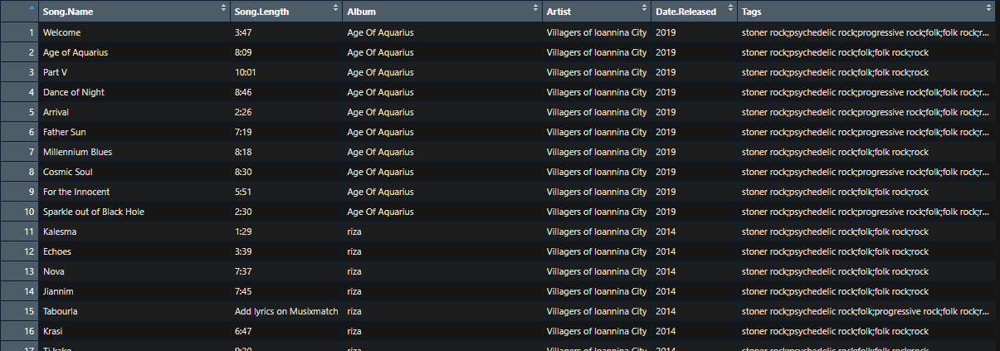 Song.Name Song.Length Album Artist Date.Released Tags
1 Welcome 3:47 Age Of Aquarius Villagers of Ioannina City 2019 stoner rock;psychedelic rock;progressive rock;folk;folk rock;r...
2 Age of Aquarius 8:09 Age Of Aquarius Villagers of Ioannina City 2019 stoner rock;psychedelic rock;folk;folk rock;rock
3 Part V 10:01 Age Of Aquarius Villagers of Ioannina City 2019 stoner rock;psychedelic rock;folk;folk rock;rock
4 Dance of Night 8:46 Age Of Aquarius Villagers of Ioannina City 2019 stoner rock;psychedelic rock;progressive rock;folk;folk rock;r...
5 Arrival 2:26 Age Of Aquarius Villagers of Ioannina City 2019 stoner rock;psychedelic rock;progressive rock;folk;folk rock;r...
6 Father Sun 7:19 Age Of Aquarius Villagers of Ioannina City 2019 stoner rock;psychedelic rock;progressive rock;folk;folk rock;r...
7 Millennium Blues 8:18 Age Of Aquarius Villagers of Ioannina City 2019 stoner rock;psychedelic rock;folk;folk rock;rock
8 Cosmic Soul 8:30 Age Of Aquarius Villagers of Ioannina City 2019 stoner rock;psychedelic rock;progressive rock;folk;folk rock;r...
9 For the Innocent 5:51 Age Of Aquarius Villagers of Ioannina City 2019 stoner rock;psychedelic rock;folk;folk rock;rock
10 Sparkle out of Black Hole 2:30 Age Of Aquarius Villagers of Ioannina City 2019 stoner rock;psychedelic rock;progressive rock;folk;folk rock;r...
11 Kalesma 1:29 riza Villagers of Ioannina City 2014 stoner rock;psychedelic rock;folk;folk rock;rock
12 Echoes 3:39 riza Villagers of Ioannina City 2014 stoner rock;psychedelic rock;folk;folk rock;rock
13 Nova 7:37 riza Villagers of Ioannina City 2014 stoner rock;psychedelic rock;folk;folk rock;rock
14 Jiannim 7:45 riza Villagers of Ioannina City 2014 stoner rock;psychedelic rock;folk;folk rock;rock
15 Tabourla Add lyrics on Musixmatch riza Villagers of Ioannina City 2014 stoner rock;psychedelic rock;folk;progressive rock;folk rock;r...
16 Krasi 6:47 riza Villagers of Ioannina City 2014 stoner rock;psychedelic rock;folk;folk rock;rock
17 Ti kako riza Villagers of Ioannina City 2014 stoner rock;psychedelic rock;folk;folk rock;rock